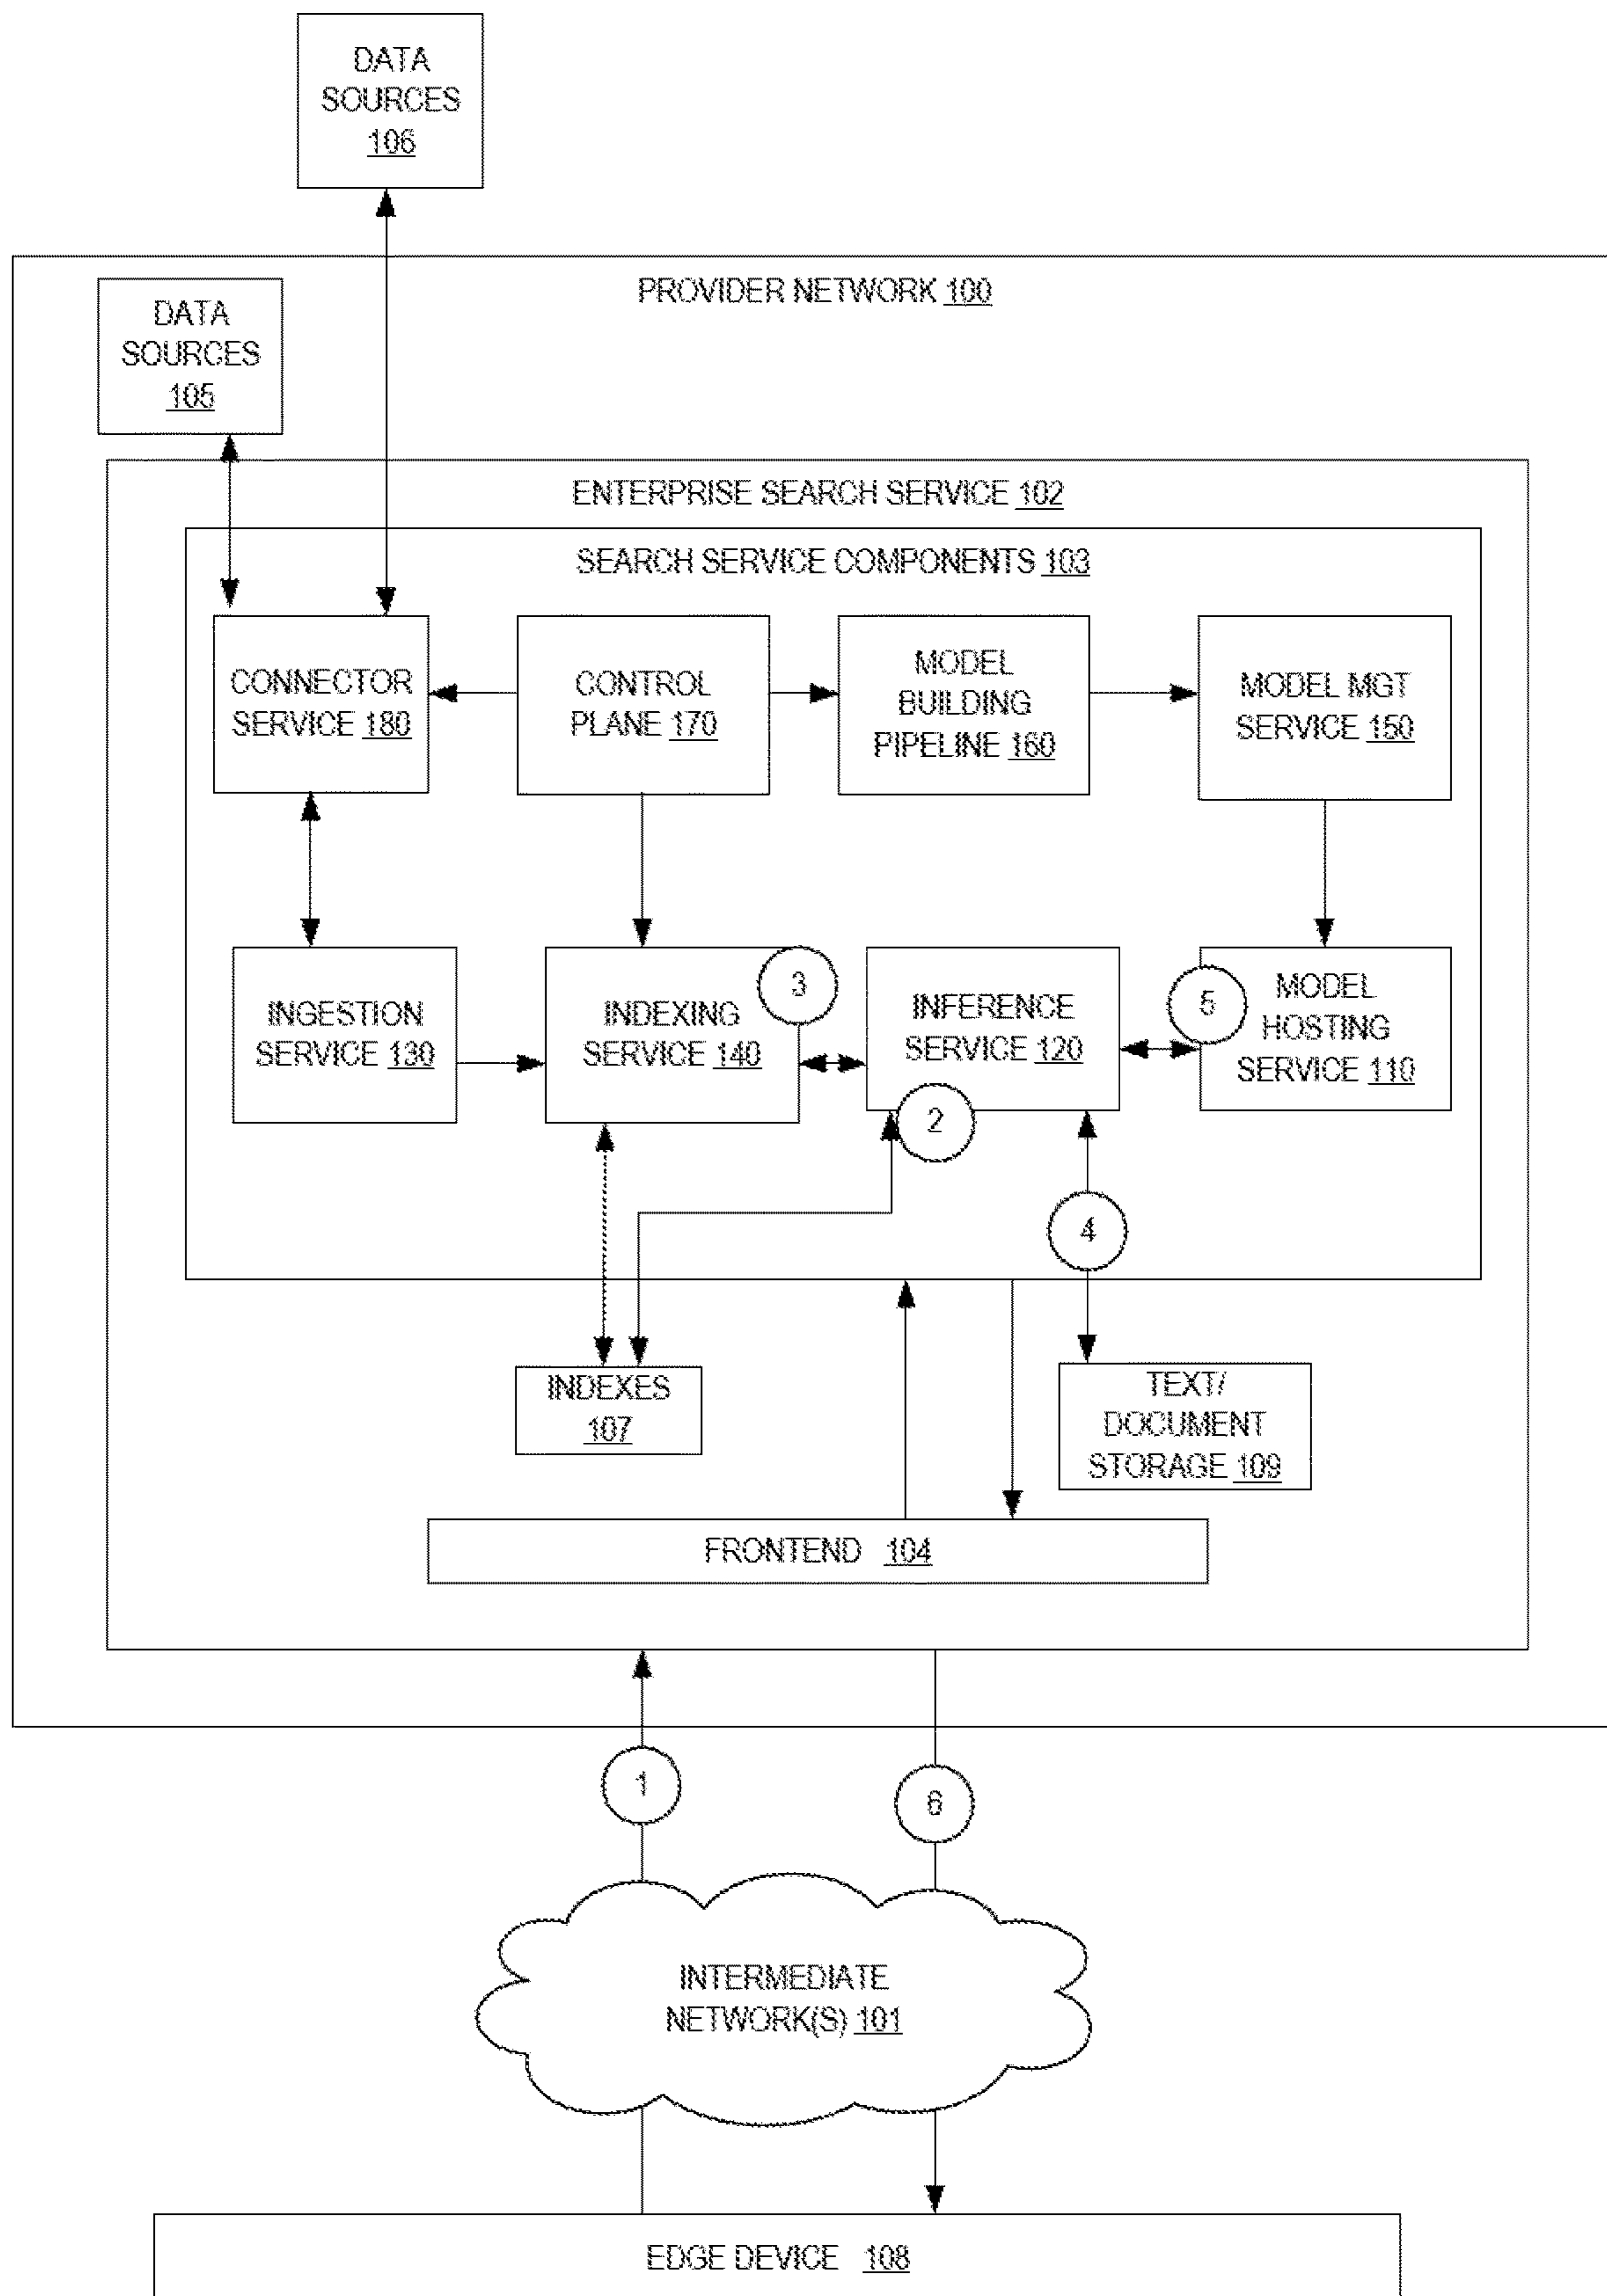 DATA
SOURCES
106
PROVIDER NETWORK 100
DATA
SOURCES
105
ENTERPRISE SEARCH SERVICE 102
SEARCH SERVICE COMPONENTS 103
CONNECTOR
SERVICE 180
CONTROL
PLANE 170
MODEL
BUILDING
PIPELINE 160
MODEL MGT
SERVICE 150
INGESTION
SERVICE 130
INDEXING
SERVICE 140
3
INFERENCE
SERVICE 120
2
5
MODEL
HOSTING
SERVICE 110
4
INDEXES
107
TEXT/
DOCUMENT
STORAGE 109
FRONTEND 104
1
6
INTERMEDIATE
NETWORK(S) 101
EDGE DEVICE 108